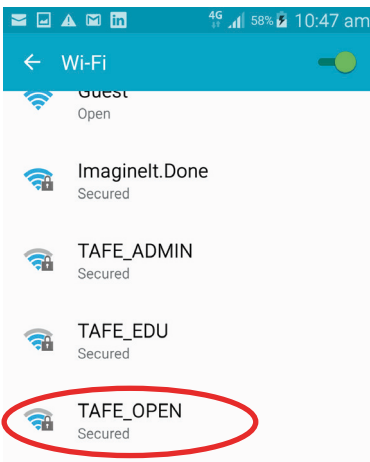 4G 58% 10:47 am
Wi-Fi
Guest
Open
ImagineIt.Done
Secured
TAFE_ADMIN
Secured
TAFE_EDU
Secured
TAFE_OPEN
Secured